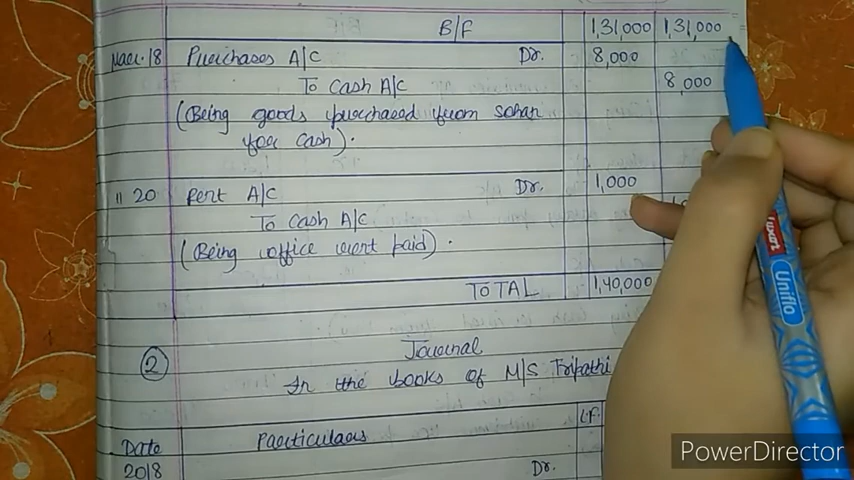 B/F 1,31,000 1,31,000
Mar. 18 Purchases A/C Dr. 8,000
To Cash A/C 8,000
(Being goods purchased from Sohan
for cash).
" 20 Rent A/C Dr. 1,000
To Cash A/C
(Being office rent paid).
TOTAL 1,40,000
2
Journal
In the books of M/S Tripathi
Date Particulars L.F.
2018 Dr.
Luxor
Uniflo
PowerDirector